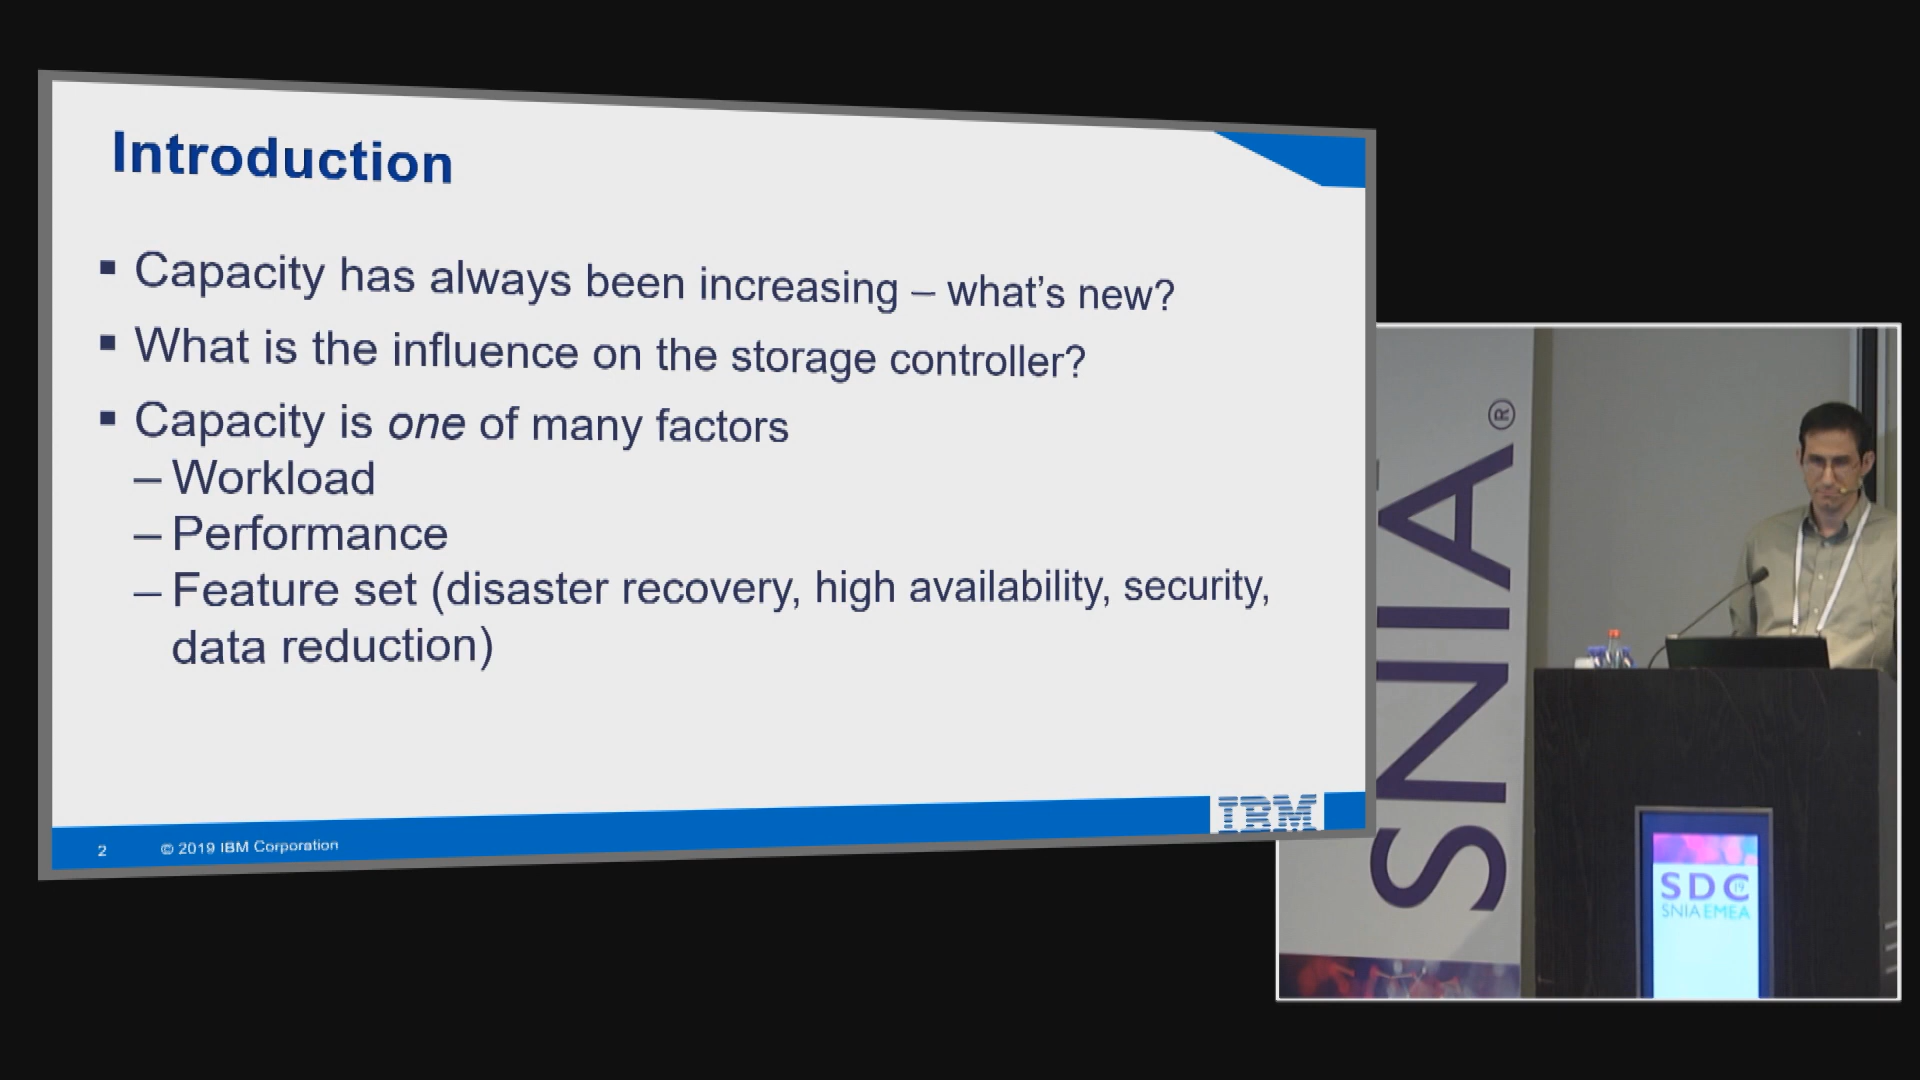 Introduction
▪ Capacity has always been increasing – what's new?
▪ What is the influence on the storage controller?
▪ Capacity is one of many factors
– Workload
– Performance
– Feature set (disaster recovery, high availability, security,
data reduction)
2 © 2019 IBM Corporation
IBM
SNIA®
SDC 19
SNIA EMEA